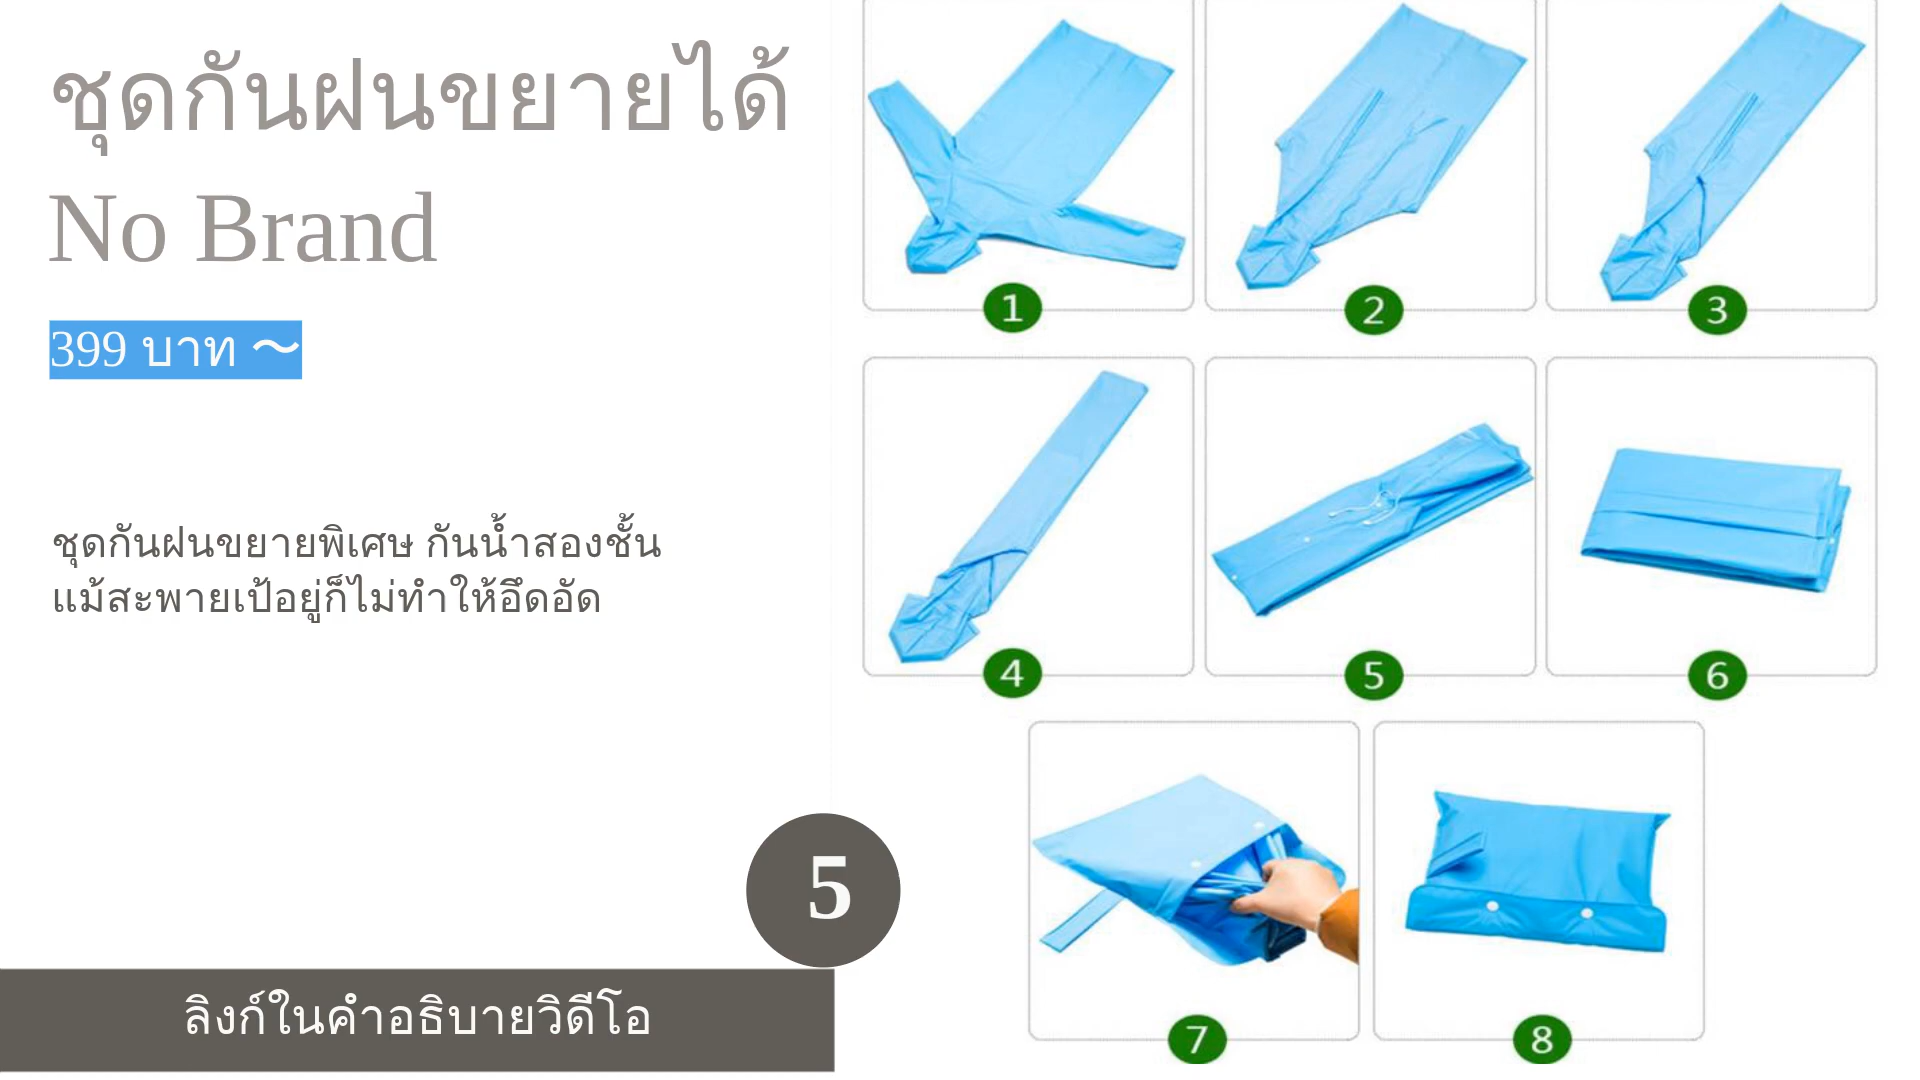 ชุดกันฝนขยายได้
No Brand
399 บาท 〜
ชุดกันฝนขยายพิเศษ กันน้ำสองชั้น
แม้สะพายเป้อยู่ก็ไม่ทำให้อึดอัด
5
ลิงก์ในคำอธิบายวิดีโอ
1
2
3
4
5
6
7
8